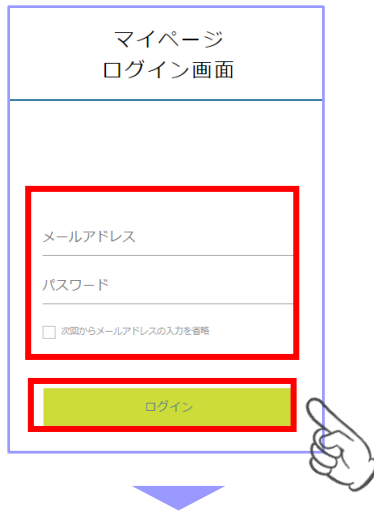 マイページ
ログイン画面
メールアドレス
パスワード
次回からメールアドレスの入力を省略
ログイン